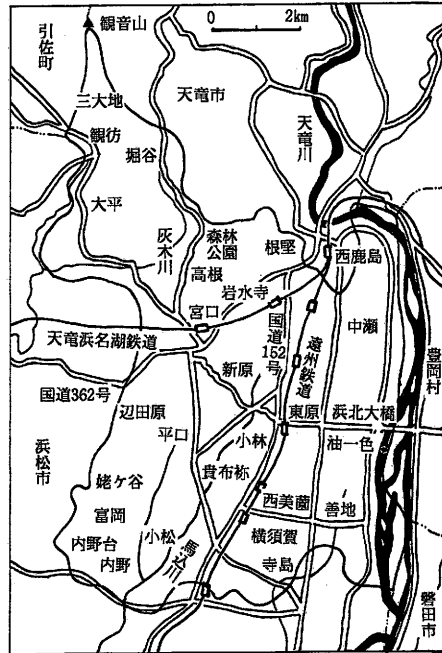 引佐町
観音山
0 2km
天竜市
天竜川
三大地
観彷
堀谷
大平
灰木川
森林公園
高根
根堅
岩水寺
西鹿島
宮口
天竜浜名湖鉄道
国道152号
遠州鉄道
中瀬
豊岡村
新原
国道362号
辺田原
東原
浜北大橋
油一色
浜松市
平口
小林
貴布祢
姥ケ谷
富岡
西美薗
善地
内野台
内野
小松
馬込川
横須賀
寺島
磐田市